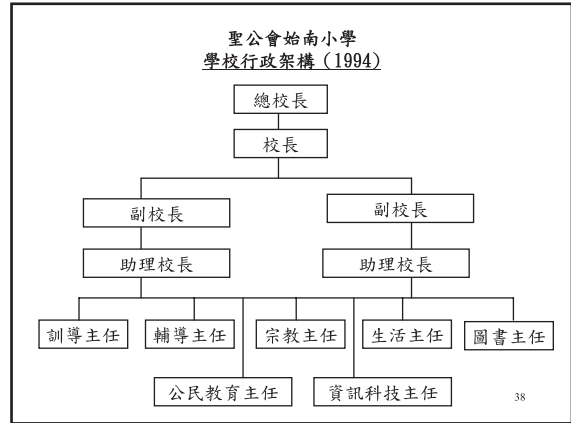 聖公會始南小學
學校行政架構（1994）
總校長
校長
副校長 副校長
助理校長 助理校長
訓導主任 輔導主任 宗教主任 生活主任 圖書主任
公民教育主任 資訊科技主任
38